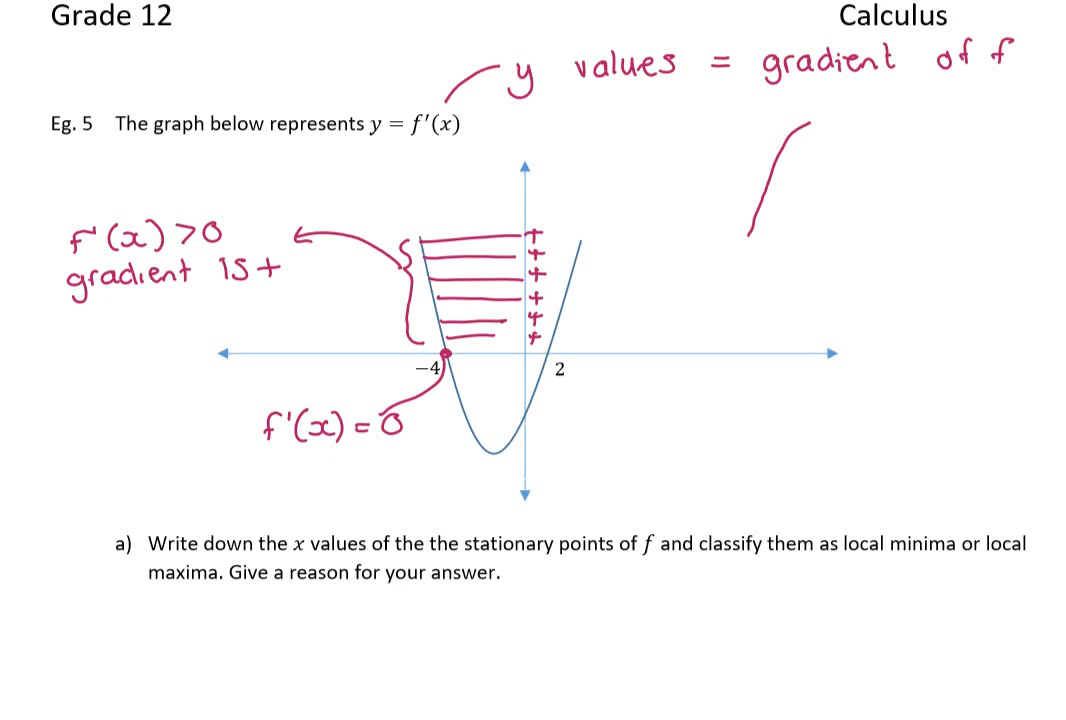 Grade 12 Calculus
y values = gradient of f
Eg. 5 The graph below represents y = f'(x)
f'(x) > 0
gradient is +
+
+
+
+
+
+
−4
2
f'(x) = 0
a) Write down the x values of the the stationary points of f and classify them as local minima or local
maxima. Give a reason for your answer.